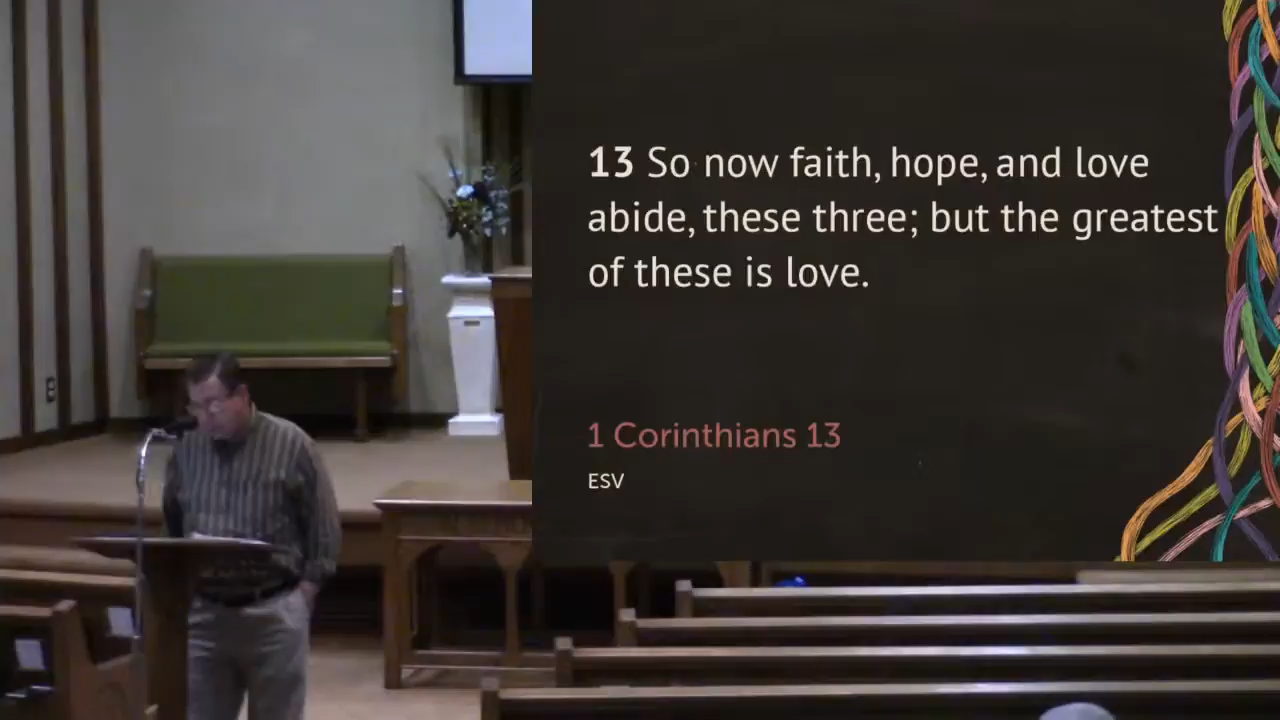 13 So now faith, hope, and love
abide, these three; but the greatest
of these is love.
1 Corinthians 13
ESV